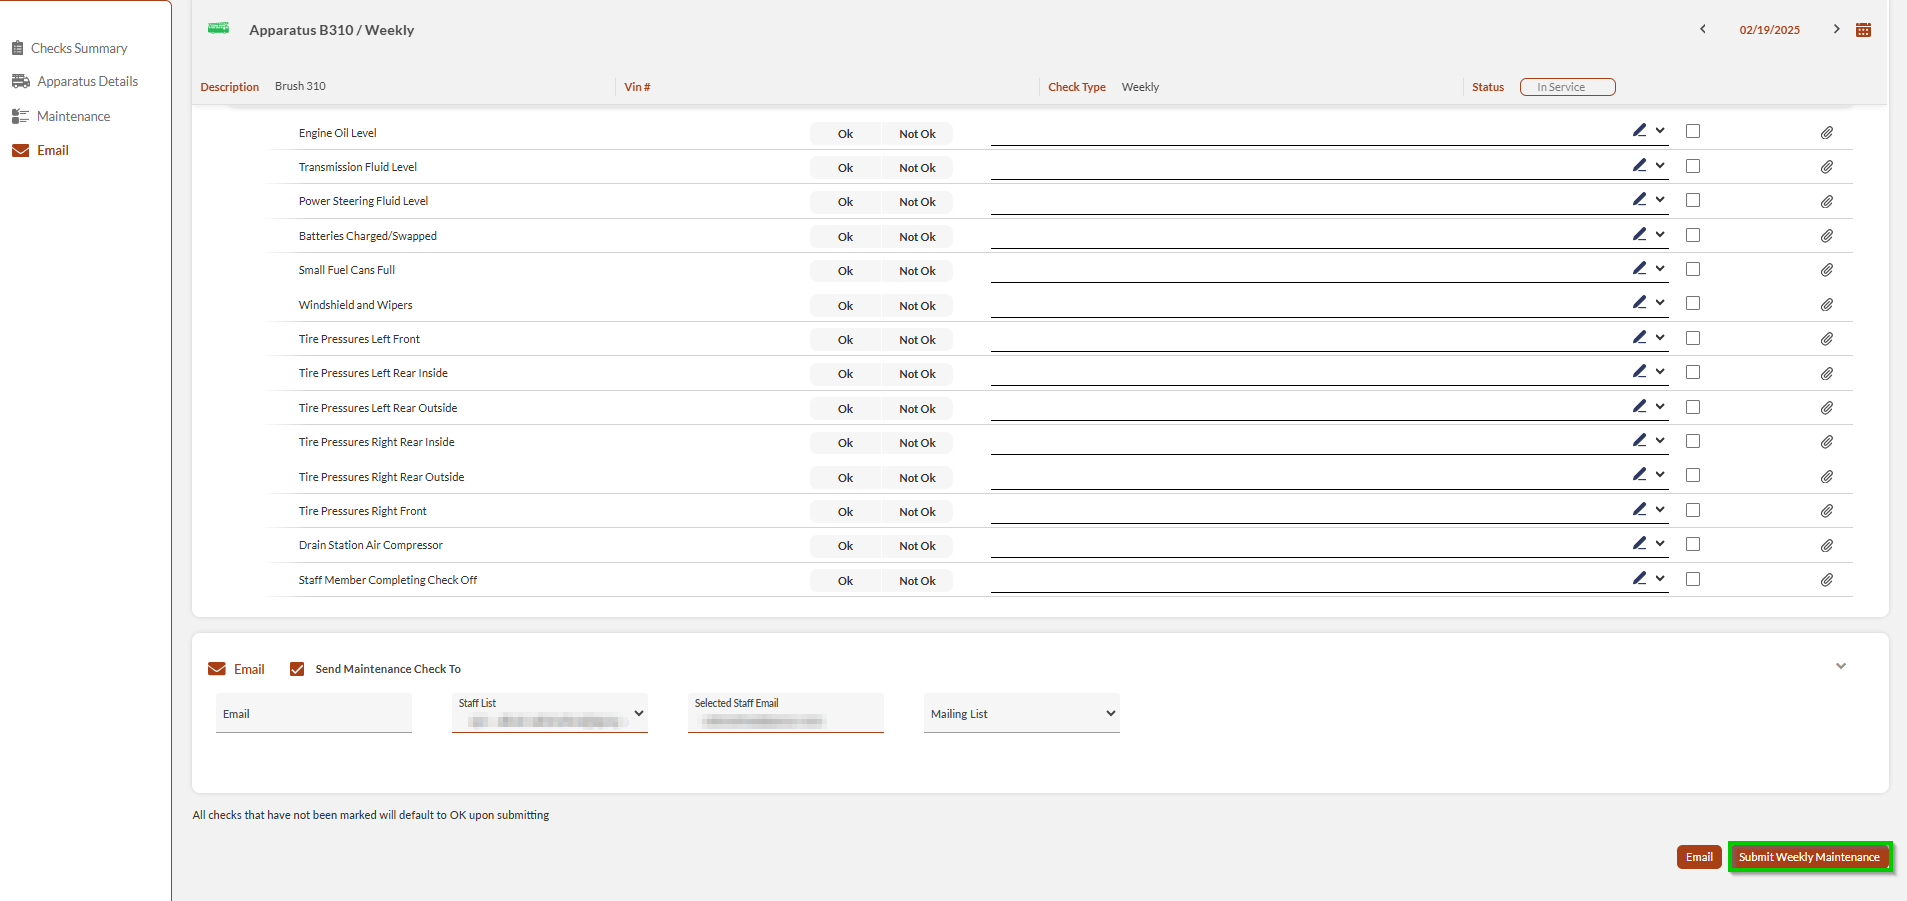 Checks Summary
Apparatus Details
Maintenance
Email
Apparatus B310 / Weekly
02/19/2025
Description Brush 310 Vin # Check Type Weekly Status In Service
Engine Oil Level Ok Not Ok
Transmission Fluid Level Ok Not Ok
Power Steering Fluid Level Ok Not Ok
Batteries Charged/Swapped Ok Not Ok
Small Fuel Cans Full Ok Not Ok
Windshield and Wipers Ok Not Ok
Tire Pressures Left Front Ok Not Ok
Tire Pressures Left Rear Inside Ok Not Ok
Tire Pressures Left Rear Outside Ok Not Ok
Tire Pressures Right Rear Inside Ok Not Ok
Tire Pressures Right Rear Outside Ok Not Ok
Tire Pressures Right Front Ok Not Ok
Drain Station Air Compressor Ok Not Ok
Staff Member Completing Check Off Ok Not Ok
Email Send Maintenance Check To
Email Staff List Selected Staff Email Mailing List
All checks that have not been marked will default to OK upon submitting
Email Submit Weekly Maintenance